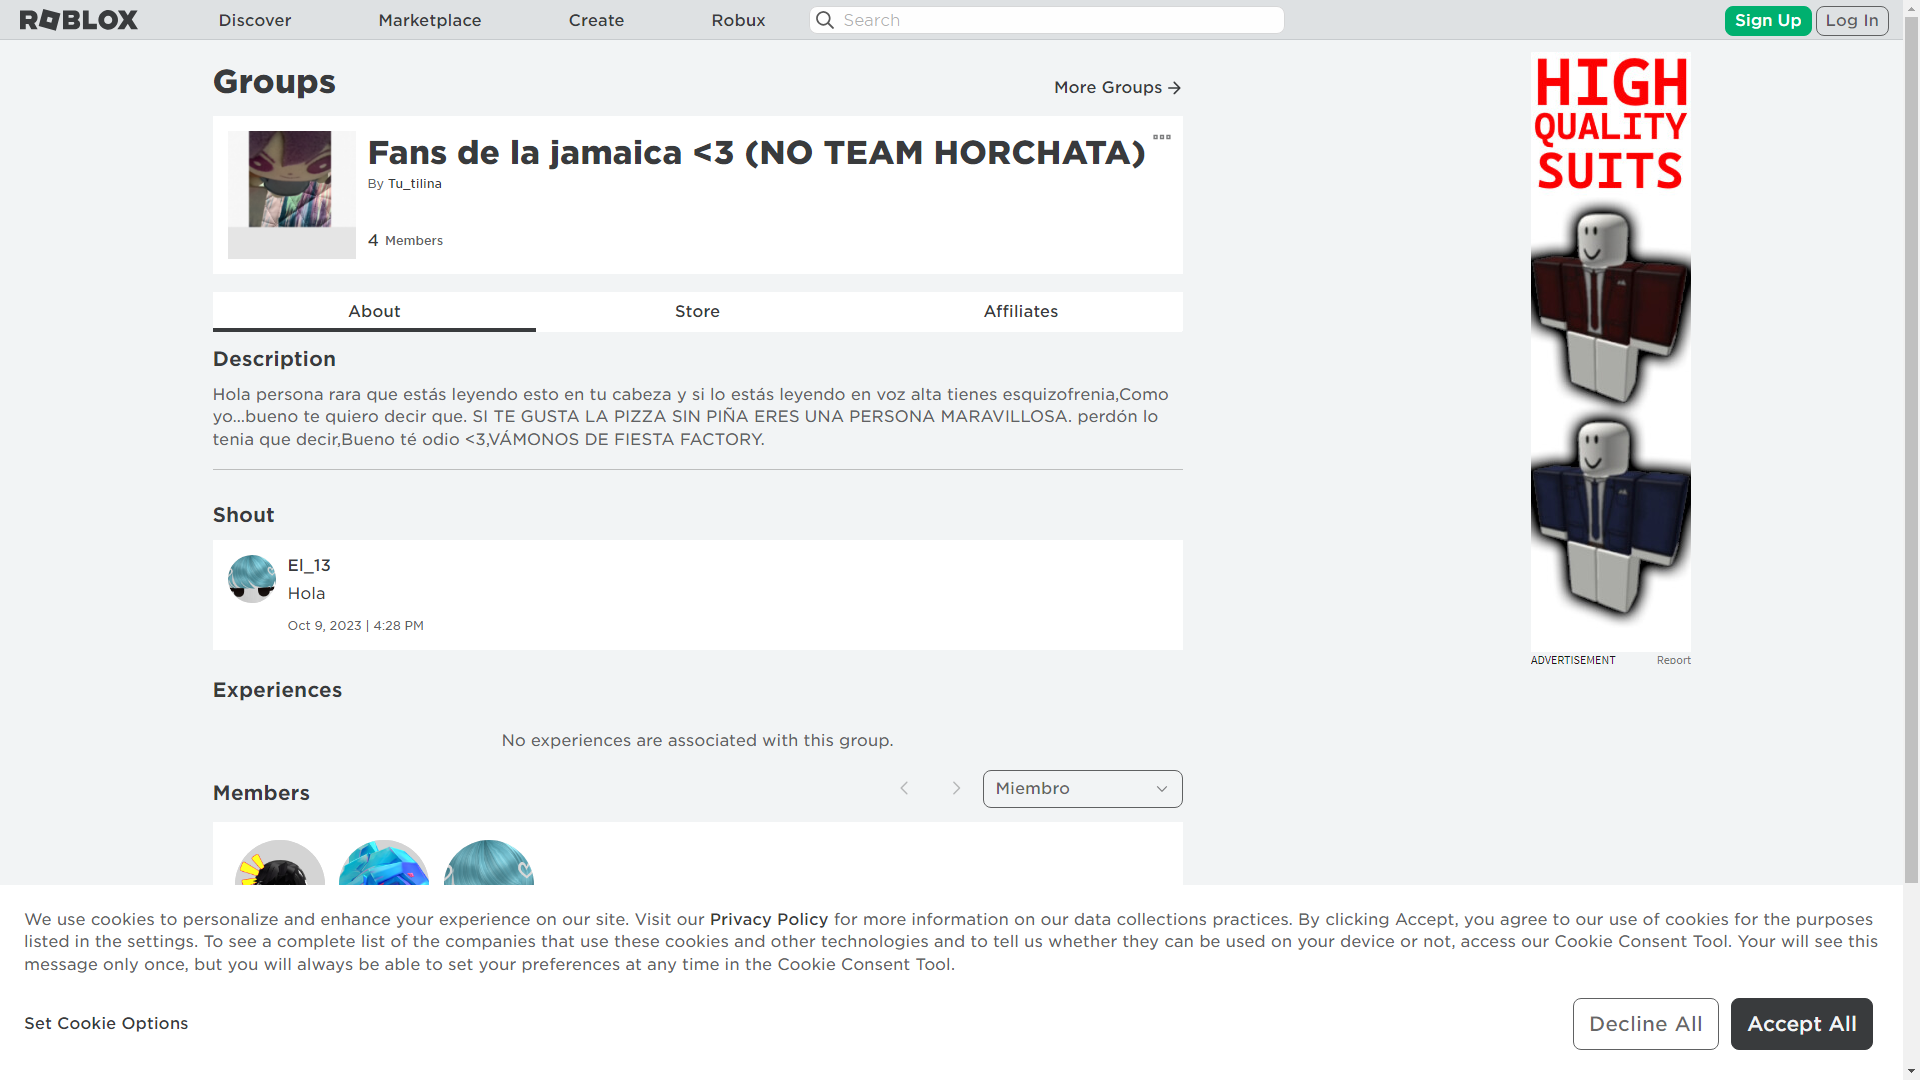 ROBLOX
Discover
Marketplace
Create
Robux
Search
Sign Up
Log In
Groups
More Groups
Fans de la jamaica <3 (NO TEAM HORCHATA)
By Tu_tilina
4 Members
About
Store
Affiliates
Description
Hola persona rara que estás leyendo esto en tu cabeza y si lo estás leyendo en voz alta tienes esquizofrenia,Como
yo...bueno te quiero decir que. SI TE GUSTA LA PIZZA SIN PIÑA ERES UNA PERSONA MARAVILLOSA. perdón lo
tenia que decir,Bueno té odio <3,VÁMONOS DE FIESTA FACTORY.
Shout
El_13
Hola
Oct 9, 2023 | 4:28 PM
Experiences
No experiences are associated with this group.
Members
Miembro
HIGH
QUALITY
SUITS
ADVERTISEMENT
Report
We use cookies to personalize and enhance your experience on our site. Visit our Privacy Policy for more information on our data collections practices. By clicking Accept, you agree to our use of cookies for the purposes
listed in the settings. To see a complete list of the companies that use these cookies and other technologies and to tell us whether they can be used on your device or not, access our Cookie Consent Tool. Your will see this
message only once, but you will always be able to set your preferences at any time in the Cookie Consent Tool.
Set Cookie Options
Decline All
Accept All